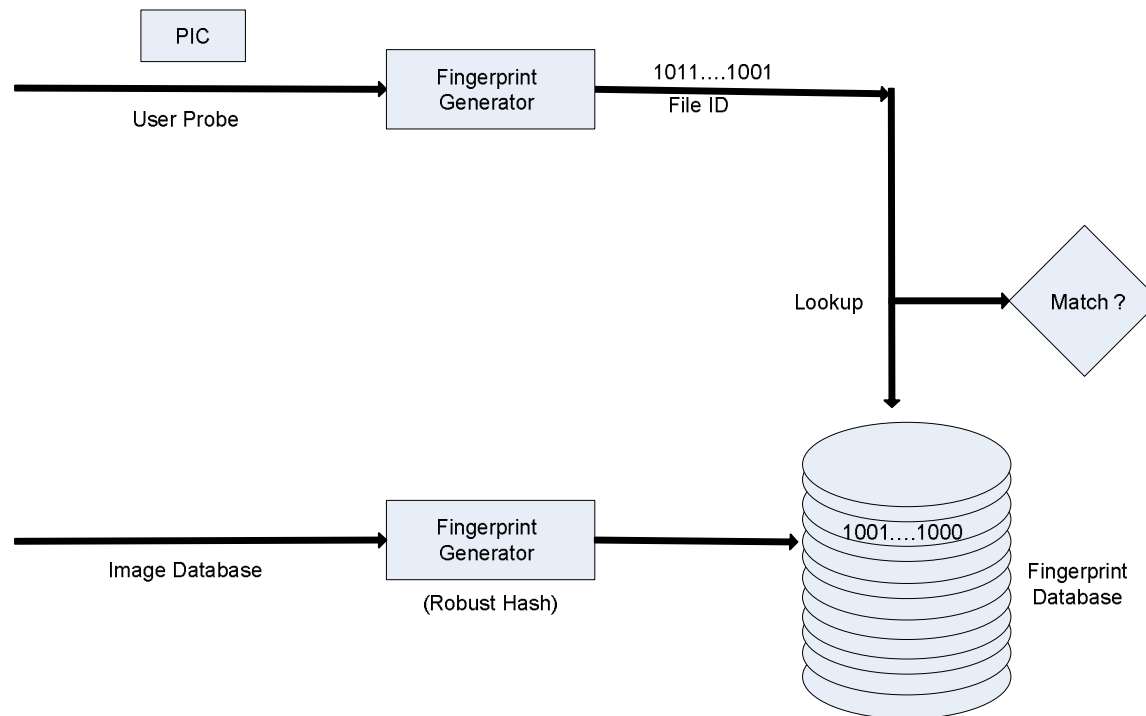 PIC
Fingerprint
Generator
1011....1001
File ID
User Probe
Lookup
Match ?
Fingerprint
Generator
1001....1000
Image Database
(Robust Hash)
Fingerprint
Database